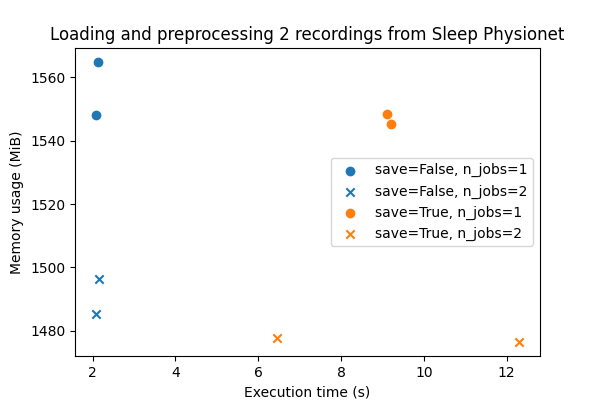 Loading and preprocessing 2 recordings from Sleep Physionet
1560
1540
1520
1500
1480
Memory usage (MiB)
save=False, n_jobs=1
save=False, n_jobs=2
save=True, n_jobs=1
save=True, n_jobs=2
2 4 6 8 10 12
Execution time (s)